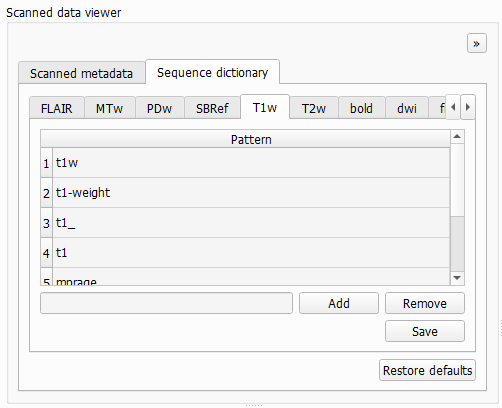 Scanned data viewer
»
Scanned metadata Sequence dictionary
FLAIR MTw PDw SBRef T1w T2w bold dwi
Pattern
1 t1w
2 t1-weight
3 t1_
4 t1
5 mprage
Add Remove
Save
Restore defaults